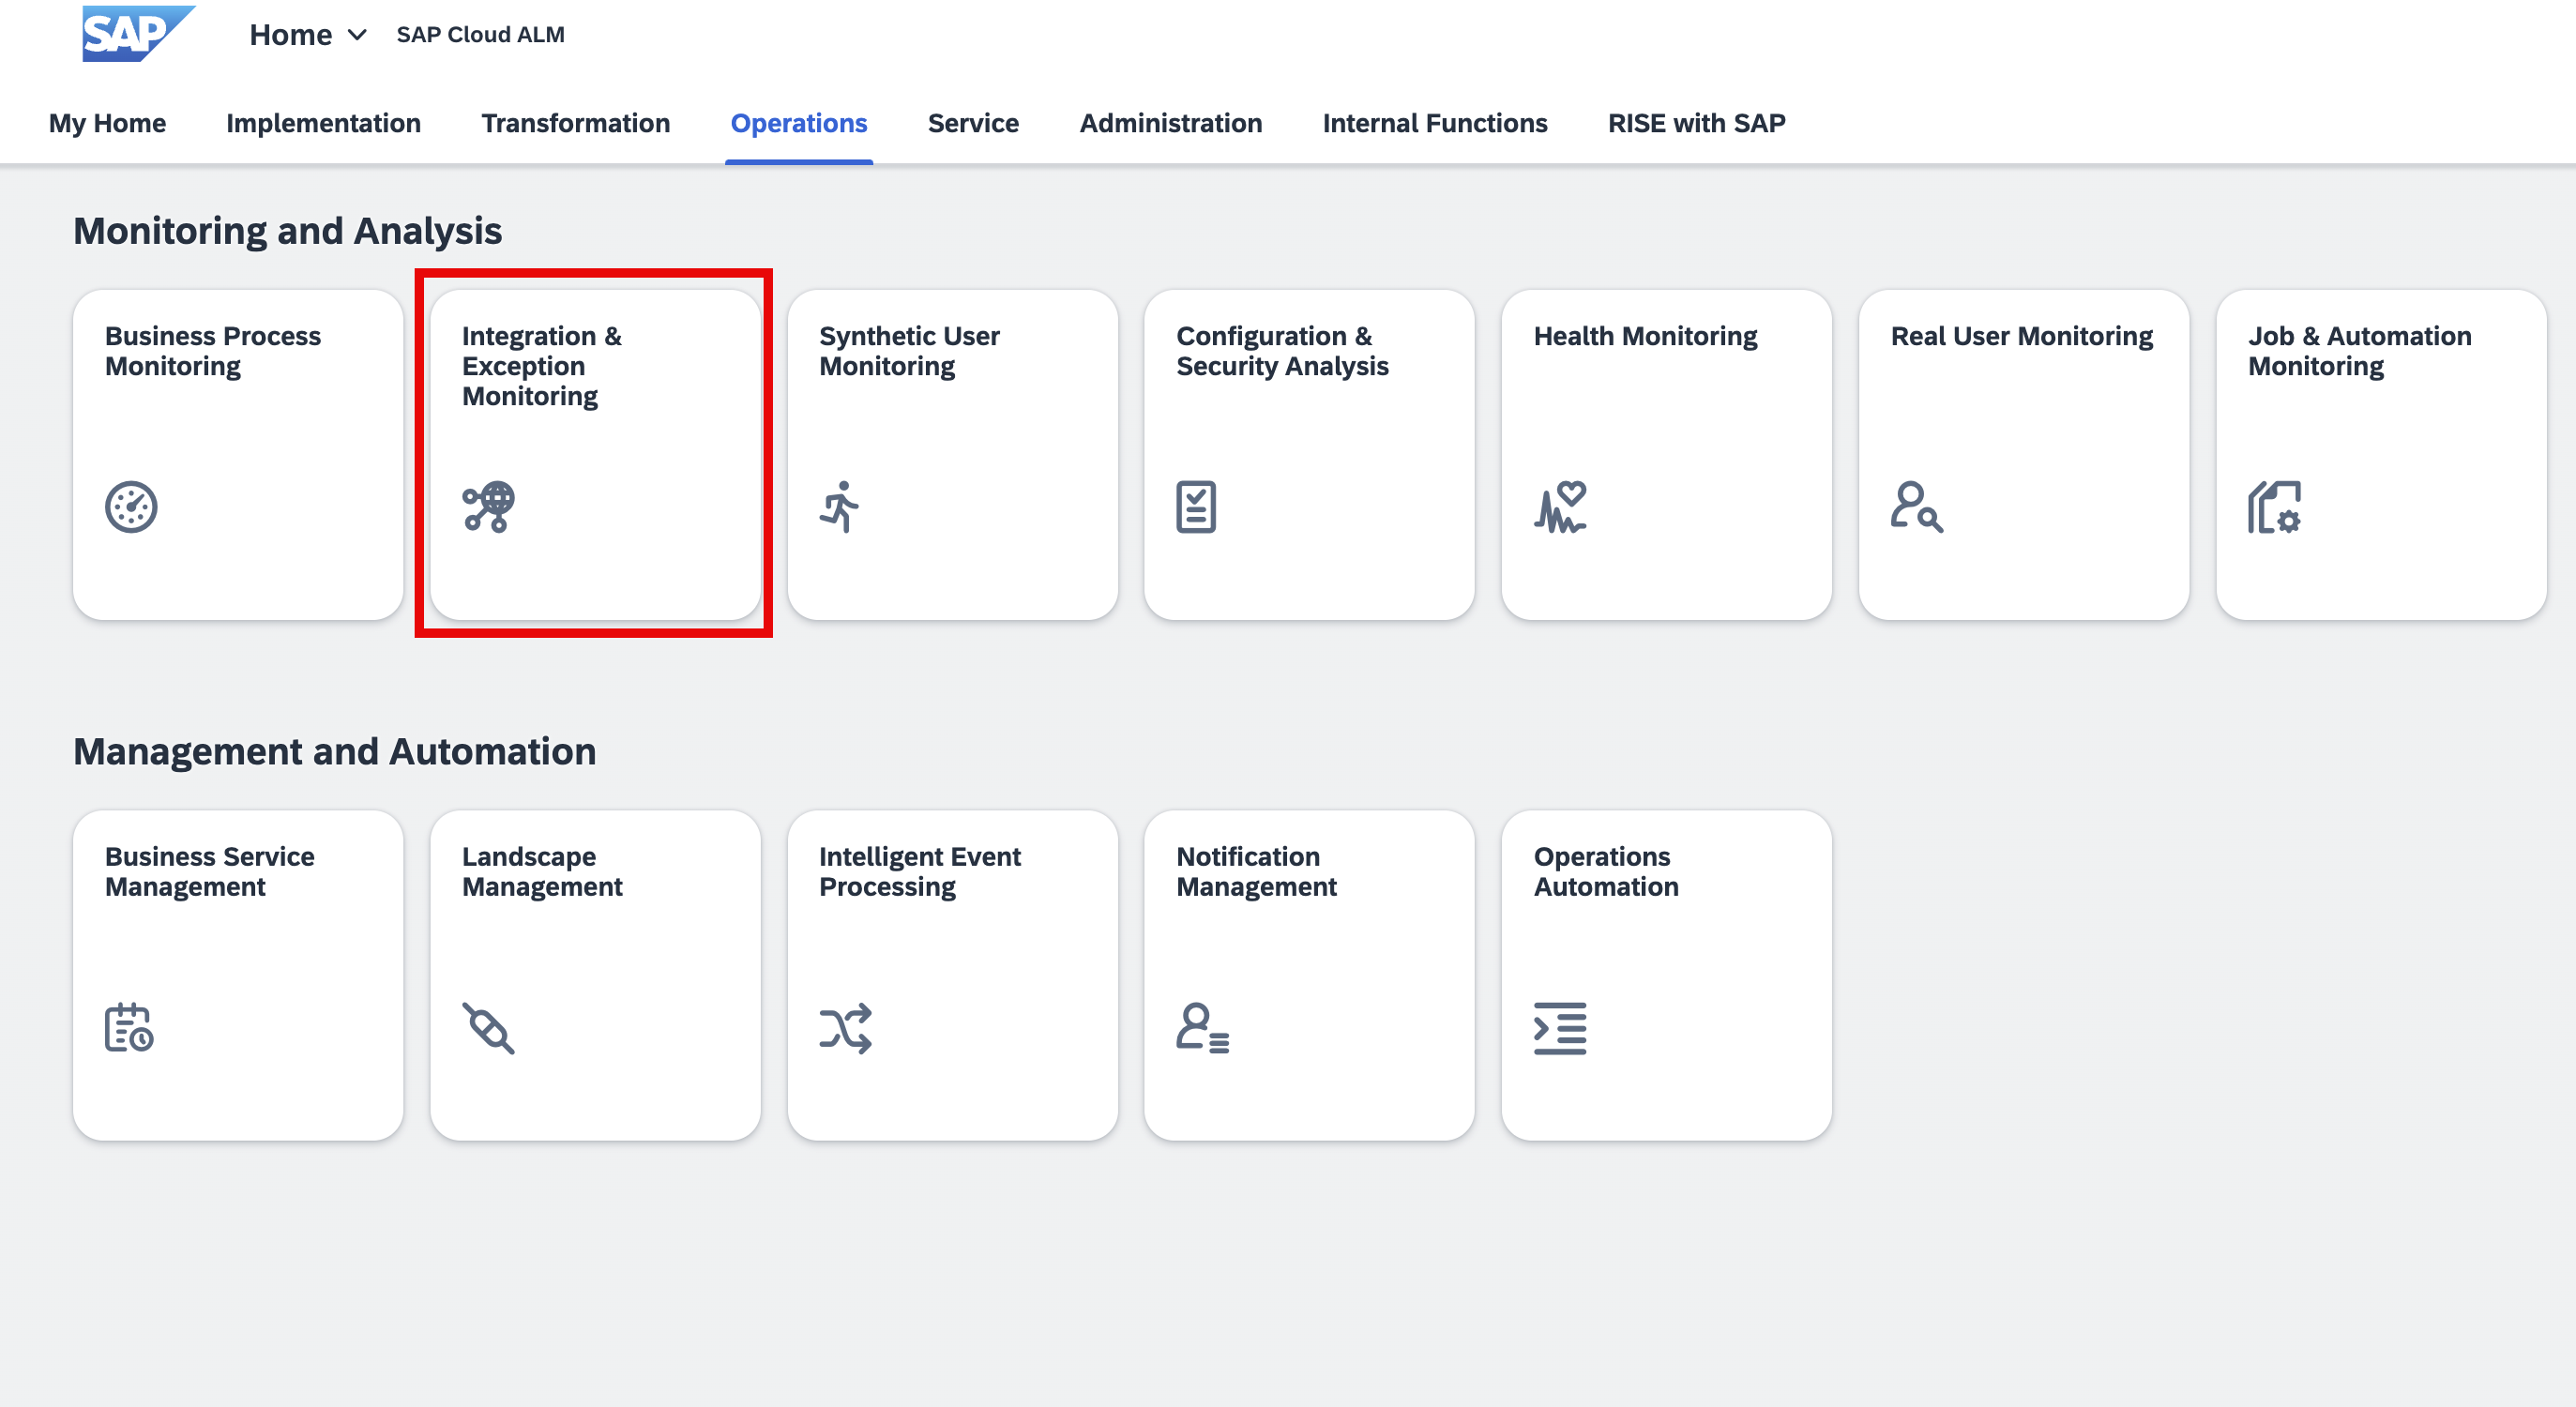 SAP
Home
SAP Cloud ALM
My Home
Implementation
Transformation
Operations
Service
Administration
Internal Functions
RISE with SAP
Monitoring and Analysis
Business Process
Monitoring
Integration &
Exception
Monitoring
Synthetic User
Monitoring
Configuration &
Security Analysis
Health Monitoring
Real User Monitoring
Job & Automation
Monitoring
Management and Automation
Business Service
Management
Landscape
Management
Intelligent Event
Processing
Notification
Management
Operations
Automation